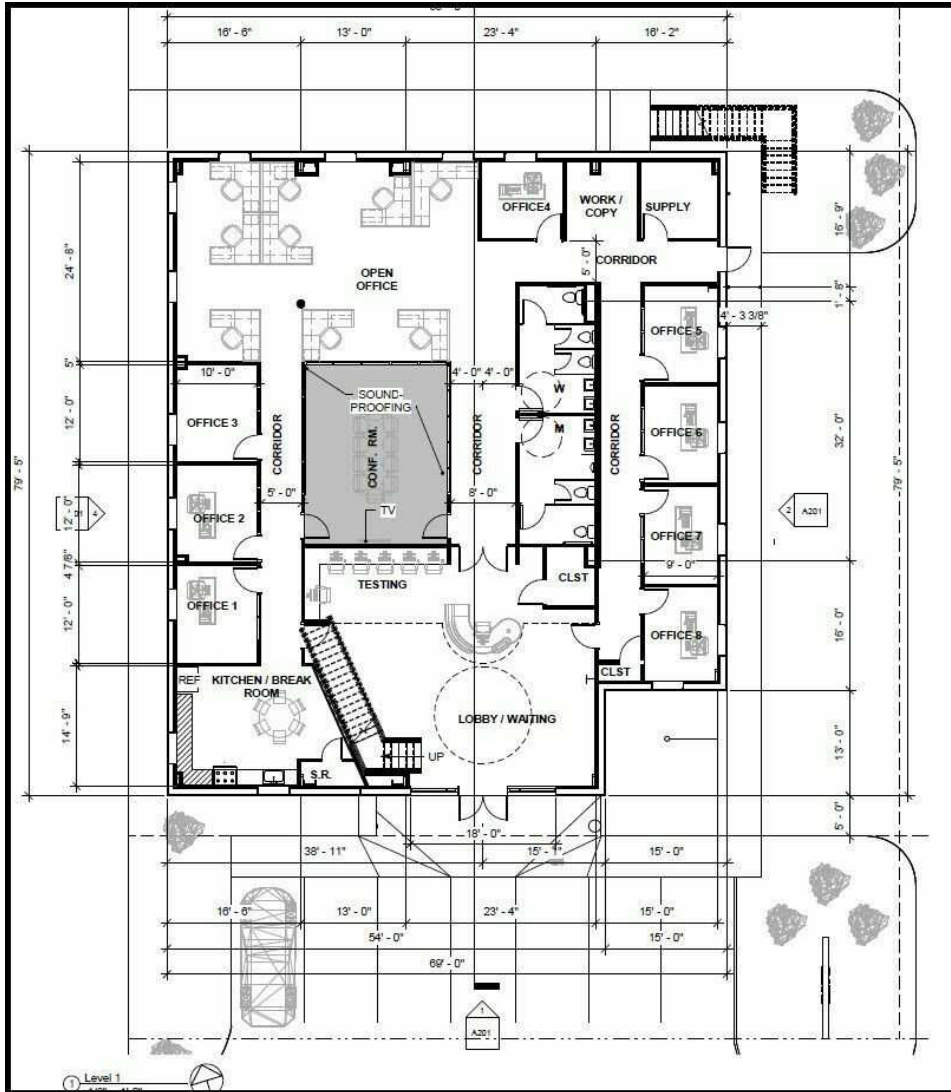 16' - 6"
13' - 0"
23' - 4"
16' - 2"
OFFICE4
WORK /
COPY
SUPPLY
16' - 9"
24' - 8"
OPEN
OFFICE
5' - 0"
CORRIDOR
1' - 8"
4' - 3 3/8"
OFFICE 5
5"
10' - 0"
4' - 0"
4' - 0"
SOUND-
PROOFING
W
M
12' - 0"
OFFICE 3
CORRIDOR
CONF. RM.
CORRIDOR
CORRIDOR
OFFICE 6
32' - 0"
79' - 5"
79' - 5"
5' - 0"
8' - 0"
TV
4
2
A201
12' - 0"
OFFICE 2
OFFICE 7
9' - 0"
4 7/8"
TESTING
CLST
12' - 0"
OFFICE 1
OFFICE 8
16' - 0"
REF
KITCHEN / BREAK
ROOM
CLST
LOBBY / WAITING
14' - 9"
UP
S.R.
13' - 0"
5' - 0"
18' - 0"
38' - 11"
15' - 1"
15' - 0"
16' - 6"
13' - 0"
23' - 4"
15' - 0"
54' - 0"
15' - 0"
69' - 0"
1
A201
1
Level 1